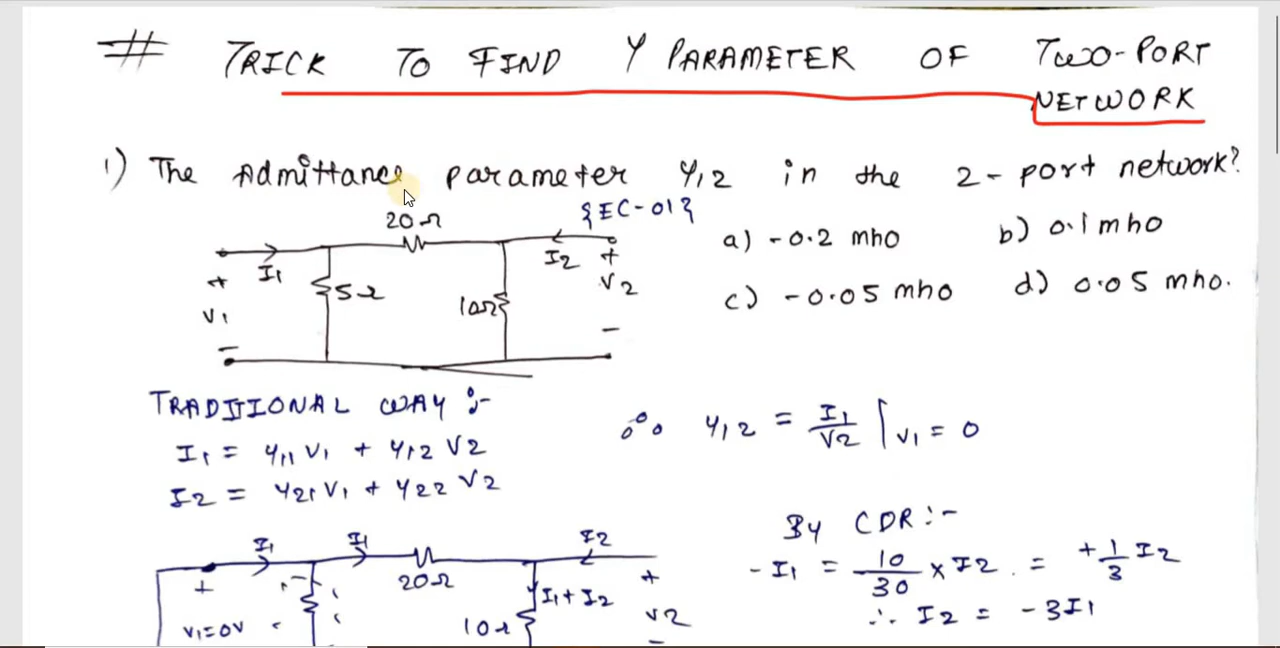 # TRICK TO FIND Y PARAMETER OF TWO-PORT
NETWORK
1) The Admittance parameter Y12 in the 2-port network?
{EC-01}
a) -0.2 mho
b) 0.1 mho
c) -0.05 mho
d) 0.05 mho.
20Ω
I1
I2
+
V1
-
5Ω
10Ω
+
V2
-
TRADITIONAL WAY :-
I1 = Y11 V1 + Y12 V2
I2 = Y21 V1 + Y22 V2
∴ Y12 = I1/V2 | V1 = 0
I1
I1
20Ω
I2
+
V1=0V
I1+I2
10Ω
+
V2
-
By CDR :-
-I1 = 10/30 × I2 . = +1/3 I2
∴ I2 = -3I1